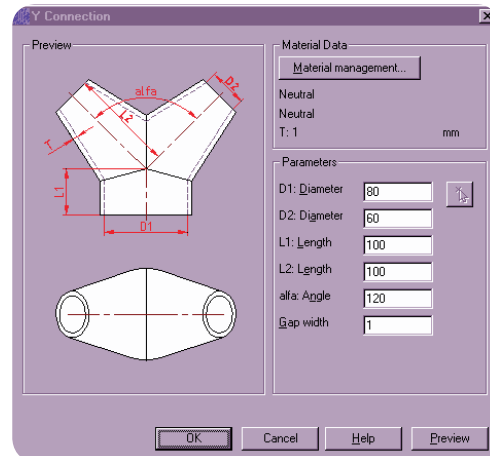 Y Connection
Preview
alfa
D2
L2
T
L1
D1
Material Data
Material management...
Neutral
Neutral
T: 1 mm
Parameters
D1: Diameter 80
D2: Diameter 60
L1: Length 100
L2: Length 100
alfa: Angle 120
Gap width 1
OK Cancel Help Preview